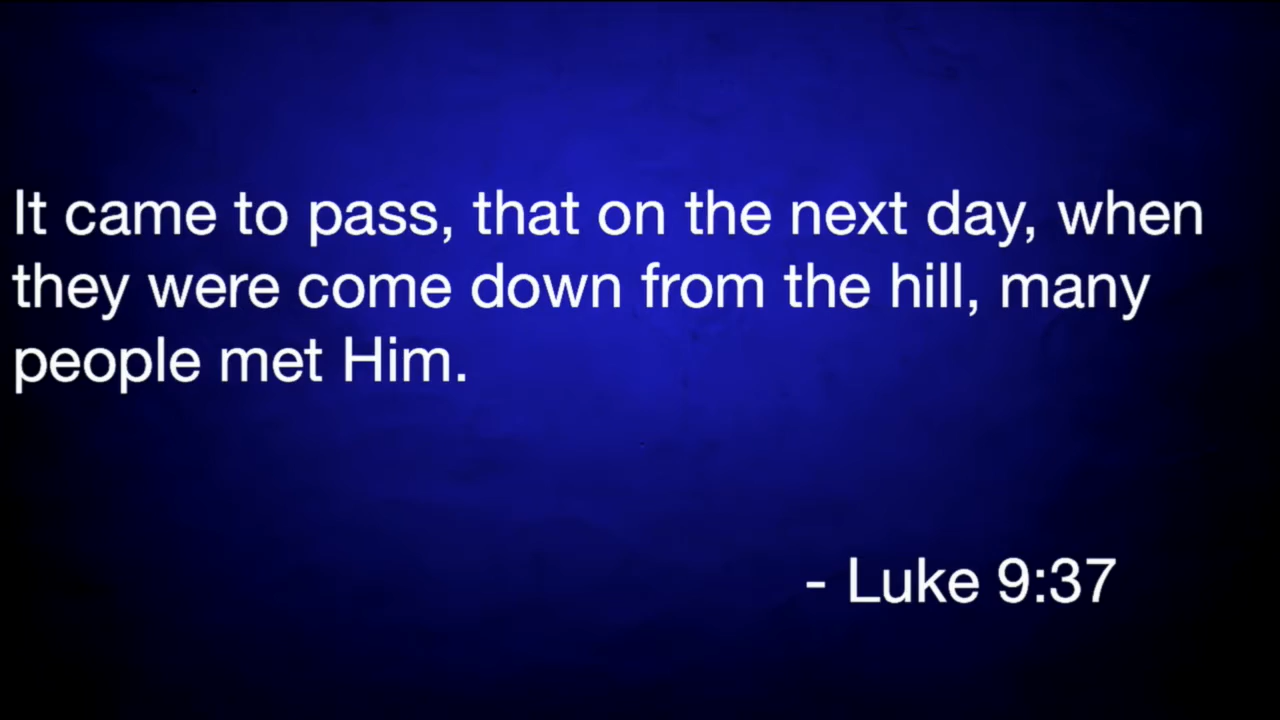 It came to pass, that on the next day, when
they were come down from the hill, many
people met Him.
- Luke 9:37